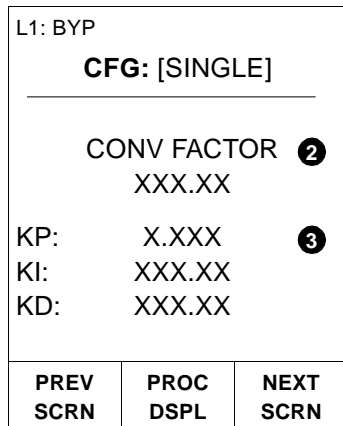 L1: BYP
CFG: [SINGLE]
CONV FACTOR 2
XXX.XX
KP: X.XXX 3
KI: XXX.XX
KD: XXX.XX
PREV PROC NEXT
SCRN DSPL SCRN